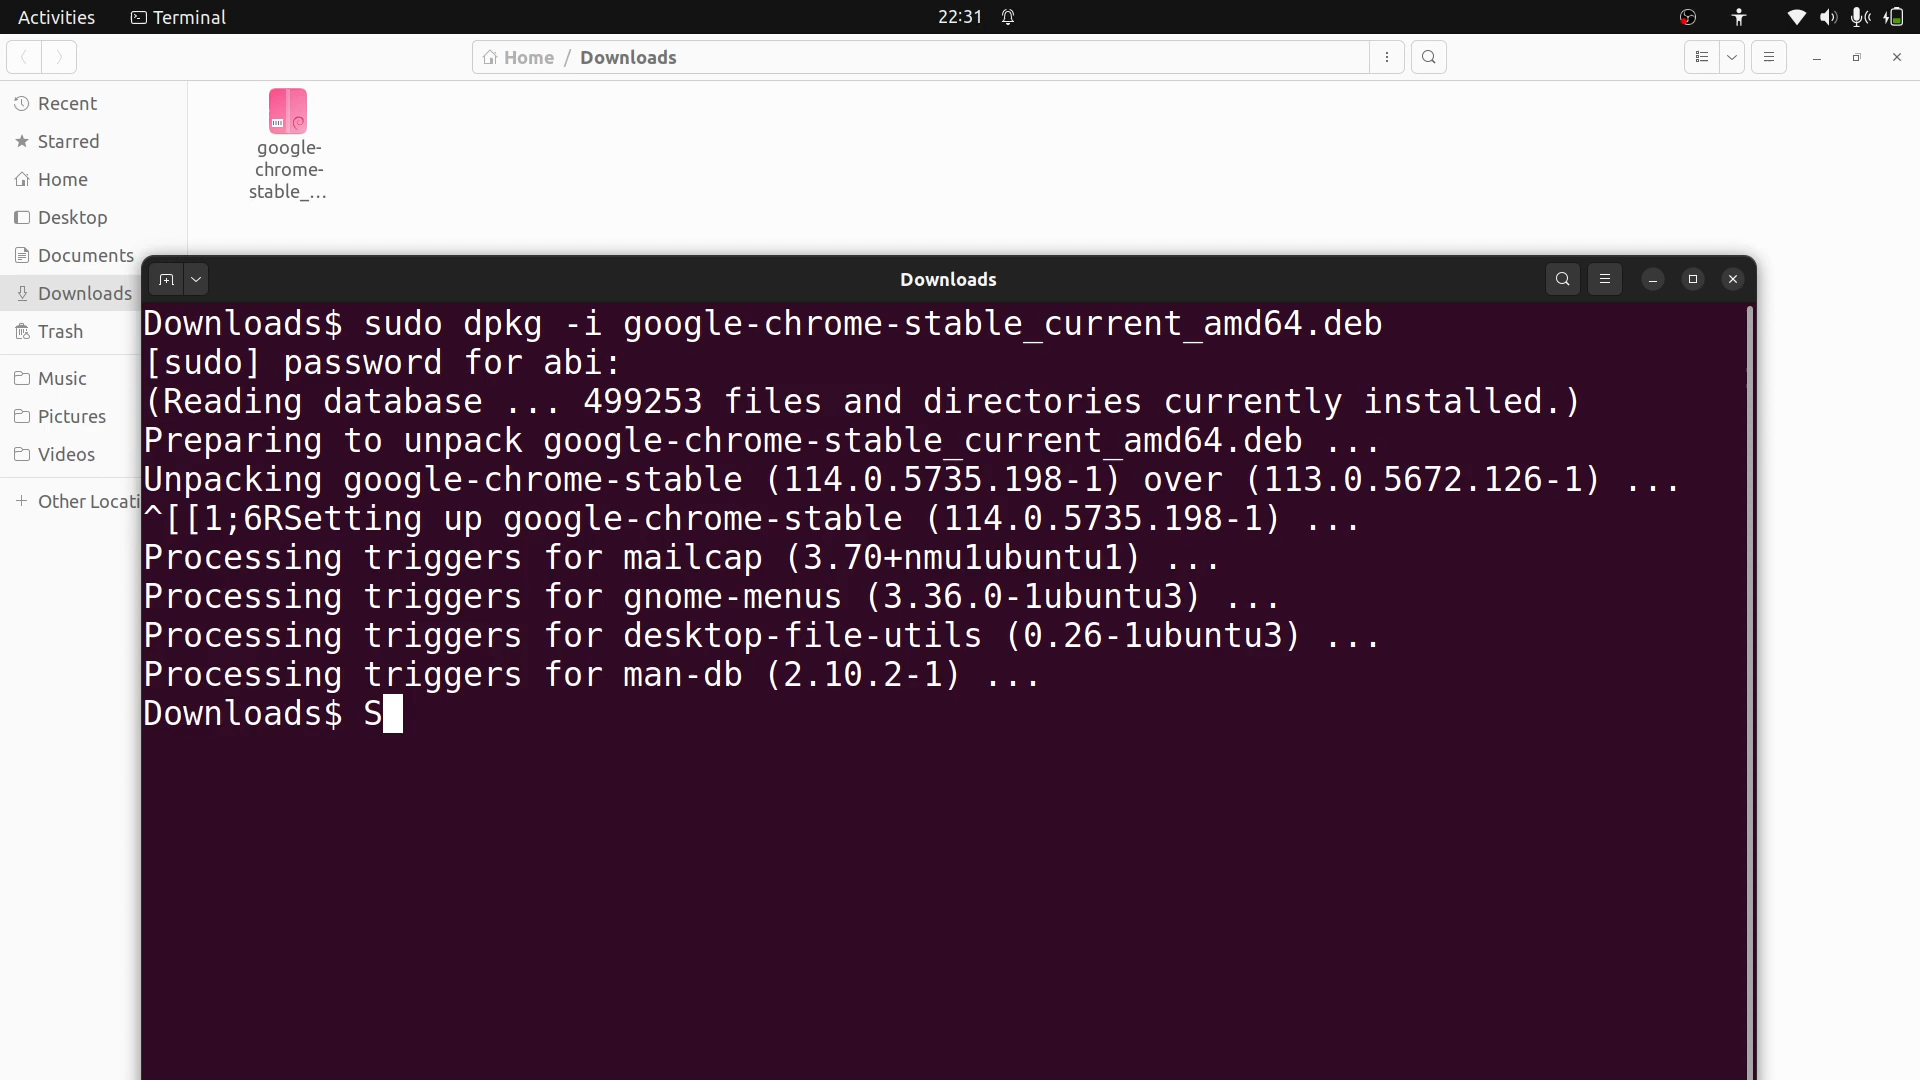 Activities
Terminal
22:31
Home / Downloads
Recent
Starred
Home
Desktop
Documents
Downloads
Trash
Music
Pictures
Videos
Other Locati
google-
chrome-
stable_...
Downloads
Downloads$ sudo dpkg -i google-chrome-stable_current_amd64.deb
[sudo] password for abi:
(Reading database ... 499253 files and directories currently installed.)
Preparing to unpack google-chrome-stable_current_amd64.deb ...
Unpacking google-chrome-stable (114.0.5735.198-1) over (113.0.5672.126-1) ...
^[[1;6RSetting up google-chrome-stable (114.0.5735.198-1) ...
Processing triggers for mailcap (3.70+nmu1ubuntu1) ...
Processing triggers for gnome-menus (3.36.0-1ubuntu3) ...
Processing triggers for desktop-file-utils (0.26-1ubuntu3) ...
Processing triggers for man-db (2.10.2-1) ...
Downloads$ S